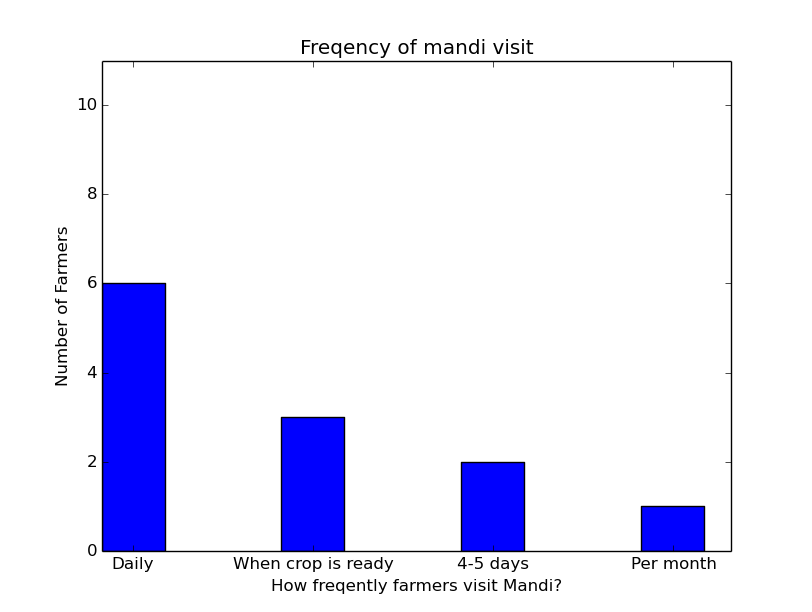 Freqency of mandi visit
10
8
6
4
2
0
Number of Farmers
Daily
When crop is ready
4-5 days
Per month
How freqently farmers visit Mandi?